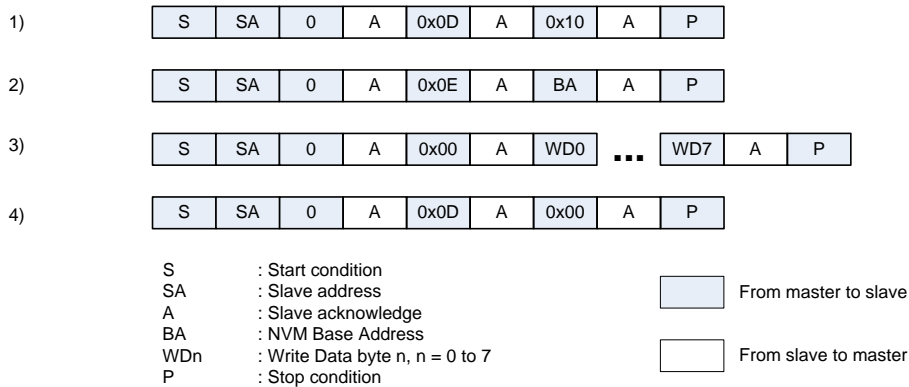 1) S SA 0 A 0x0D A 0x10 A P
2) S SA 0 A 0x0E A BA A P
3) S SA 0 A 0x00 A WD0 ... WD7 A P
4) S SA 0 A 0x0D A 0x00 A P
S : Start condition
SA : Slave address
A : Slave acknowledge
BA : NVM Base Address
WDn : Write Data byte n, n = 0 to 7
P : Stop condition
From master to slave
From slave to master